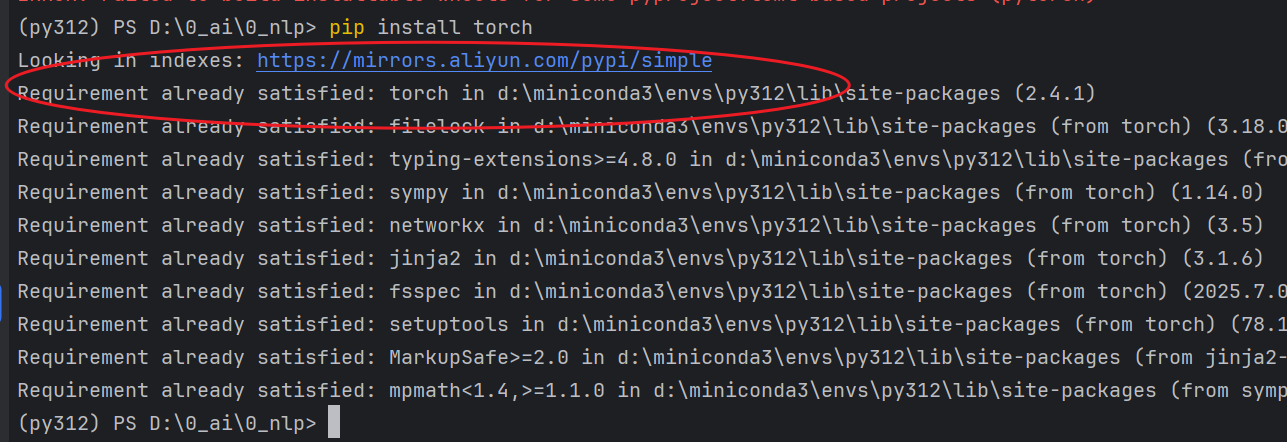 (py312) PS D:\0_ai\0_nlp> pip install torch
Looking in indexes: https://mirrors.aliyun.com/pypi/simple
Requirement already satisfied: torch in d:\miniconda3\envs\py312\lib\site-packages (2.4.1)
Requirement already satisfied: filelock in d:\miniconda3\envs\py312\lib\site-packages (from torch) (3.18.0
Requirement already satisfied: typing-extensions>=4.8.0 in d:\miniconda3\envs\py312\lib\site-packages (fro
Requirement already satisfied: sympy in d:\miniconda3\envs\py312\lib\site-packages (from torch) (1.14.0)
Requirement already satisfied: networkx in d:\miniconda3\envs\py312\lib\site-packages (from torch) (3.5)
Requirement already satisfied: jinja2 in d:\miniconda3\envs\py312\lib\site-packages (from torch) (3.1.6)
Requirement already satisfied: fsspec in d:\miniconda3\envs\py312\lib\site-packages (from torch) (2025.7.0
Requirement already satisfied: setuptools in d:\miniconda3\envs\py312\lib\site-packages (from torch) (78.1
Requirement already satisfied: MarkupSafe>=2.0 in d:\miniconda3\envs\py312\lib\site-packages (from jinja2-
Requirement already satisfied: mpmath<1.4,>=1.1.0 in d:\miniconda3\envs\py312\lib\site-packages (from symp
(py312) PS D:\0_ai\0_nlp>